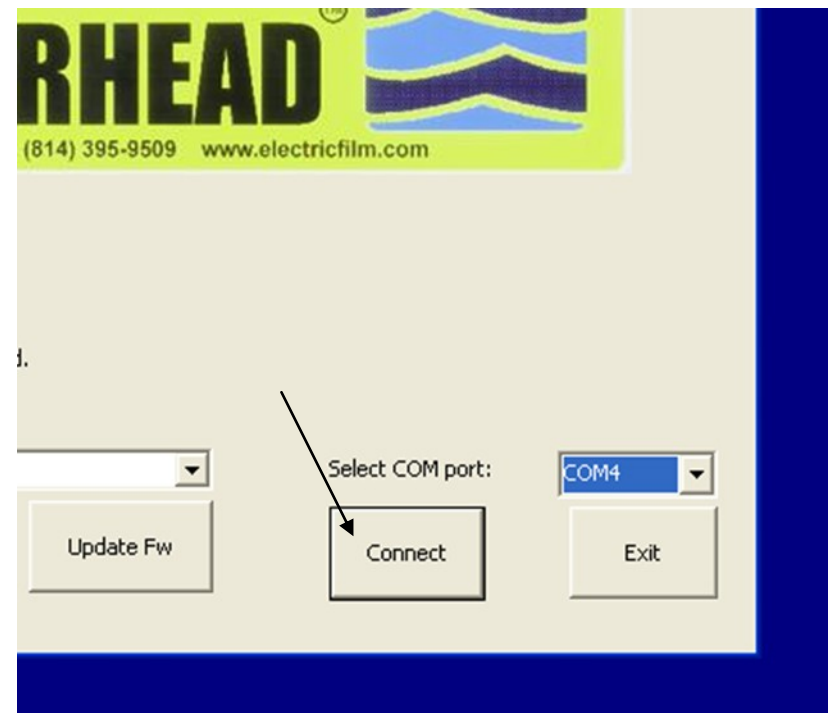 RHEAD
(814) 395-9509 www.electricfilm.com
d.
Select COM port:
COM4
Update Fw
Connect
Exit